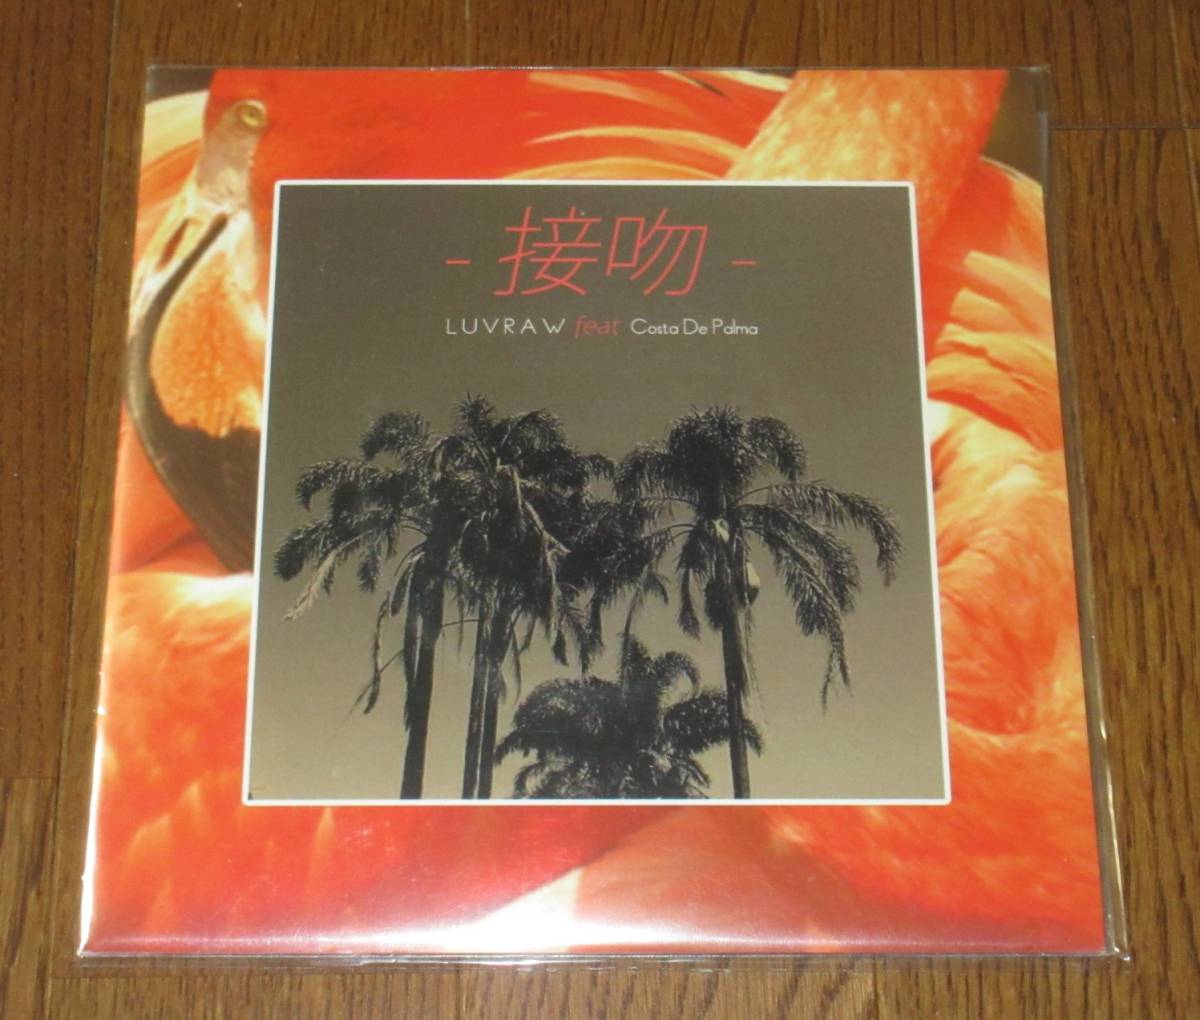 - 接吻 -
LUVRAW feat Costa De Palma